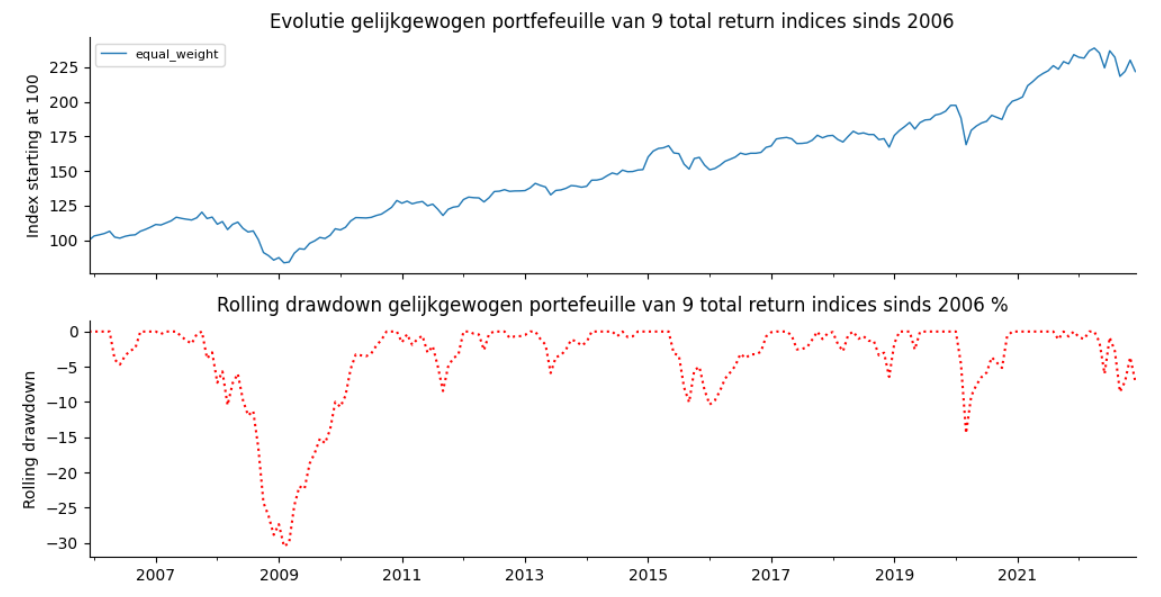 Evolutie gelijkgewogen portfefeuille van 9 total return indices sinds 2006
equal_weight
Index starting at 100
225
200
175
150
125
100
Rolling drawdown gelijkgewogen portefeuille van 9 total return indices sinds 2006 %
Rolling drawdown
0
−5
−10
−15
−20
−25
−30
2007 2009 2011 2013 2015 2017 2019 2021